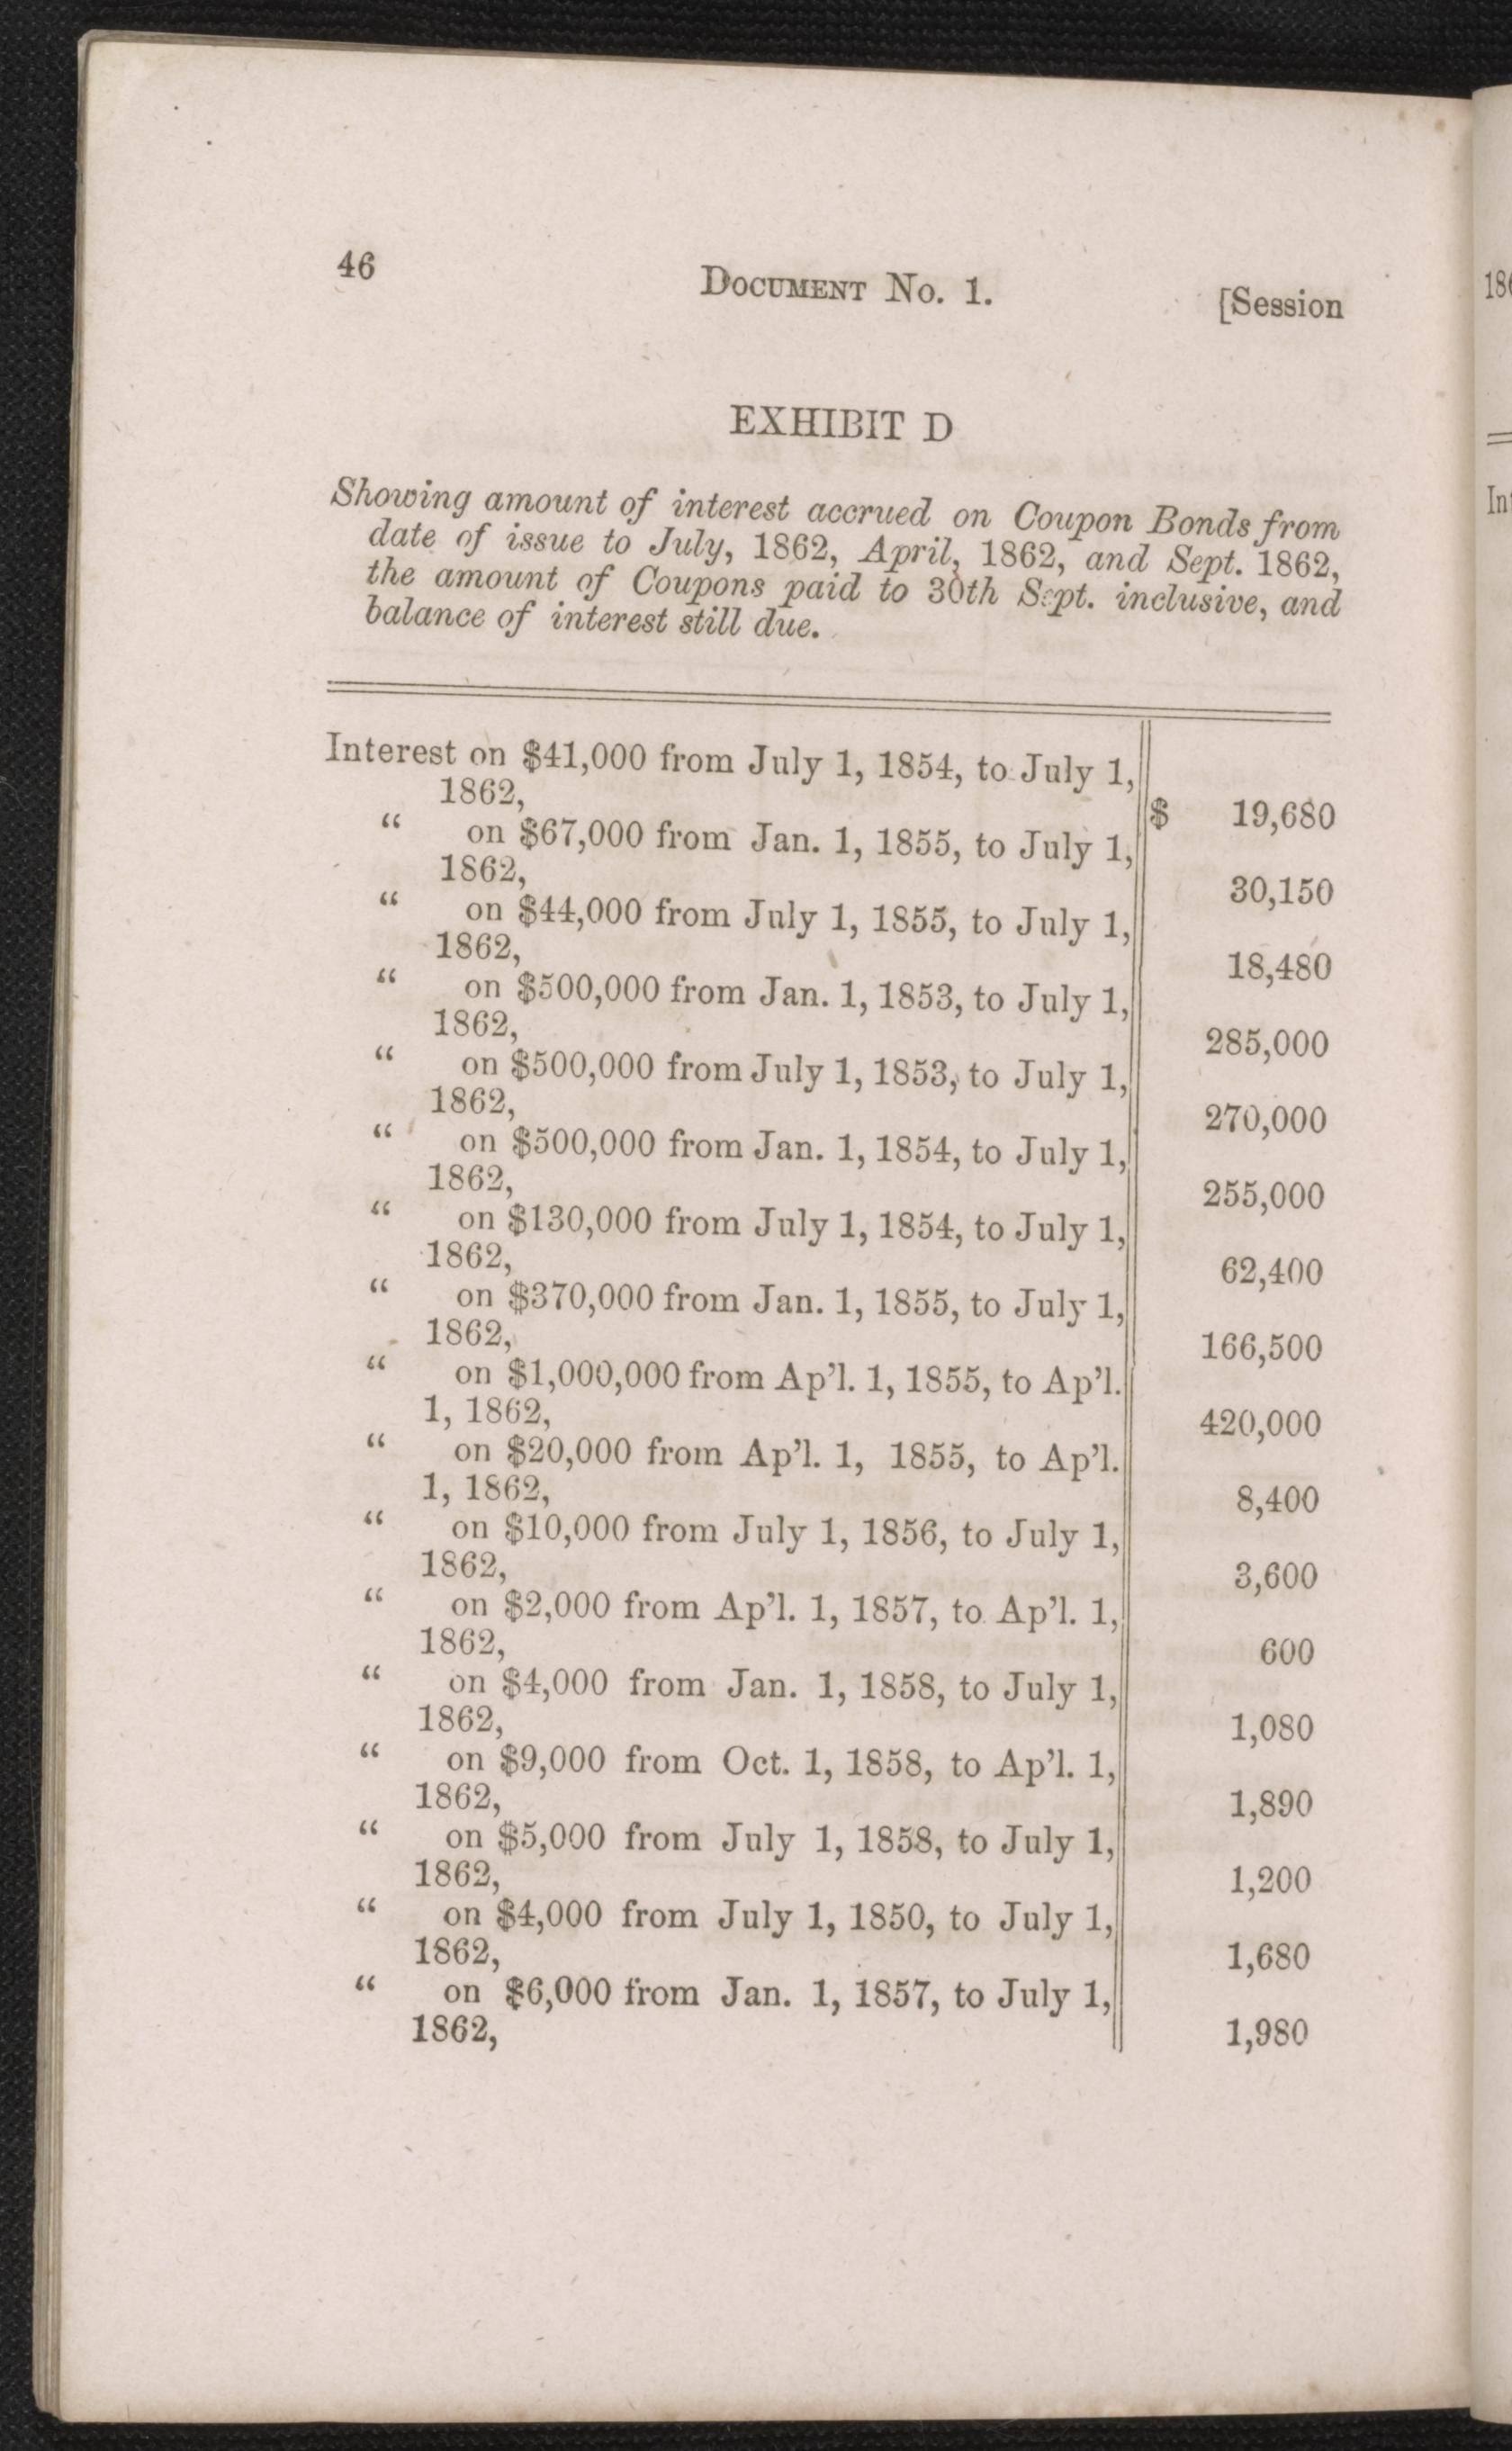 46
Document No. 1.
[Session
EXHIBIT D
Showing amount of interest accrued on Coupon Bonds from
date of issue to July, 1862, April, 1862, and Sept. 1862,
the amount of Coupons paid to 30th Sept. inclusive, and
balance of interest still due.
Interest on $41,000 from July 1, 1854, to July 1,
1862, $ 19,680
“ on $67,000 from Jan. 1, 1855, to July 1,
1862, 30,150
“ on $44,000 from July 1, 1855, to July 1,
1862, 18,480
“ on $500,000 from Jan. 1, 1853, to July 1,
1862, 285,000
“ on $500,000 from July 1, 1853, to July 1,
1862, 270,000
“ on $500,000 from Jan. 1, 1854, to July 1,
1862, 255,000
“ on $130,000 from July 1, 1854, to July 1,
1862, 62,400
“ on $370,000 from Jan. 1, 1855, to July 1,
1862, 166,500
“ on $1,000,000 from Ap’l. 1, 1855, to Ap’l.
1, 1862, 420,000
“ on $20,000 from Ap’l. 1, 1855, to Ap’l.
1, 1862, 8,400
“ on $10,000 from July 1, 1856, to July 1,
1862, 3,600
“ on $2,000 from Ap’l. 1, 1857, to Ap’l. 1,
1862, 600
“ on $4,000 from Jan. 1, 1858, to July 1,
1862, 1,080
“ on $9,000 from Oct. 1, 1858, to Ap’l. 1,
1862, 1,890
“ on $5,000 from July 1, 1858, to July 1,
1862, 1,200
“ on $4,000 from July 1, 1850, to July 1,
1862, 1,680
“ on $6,000 from Jan. 1, 1857, to July 1,
1862, 1,980